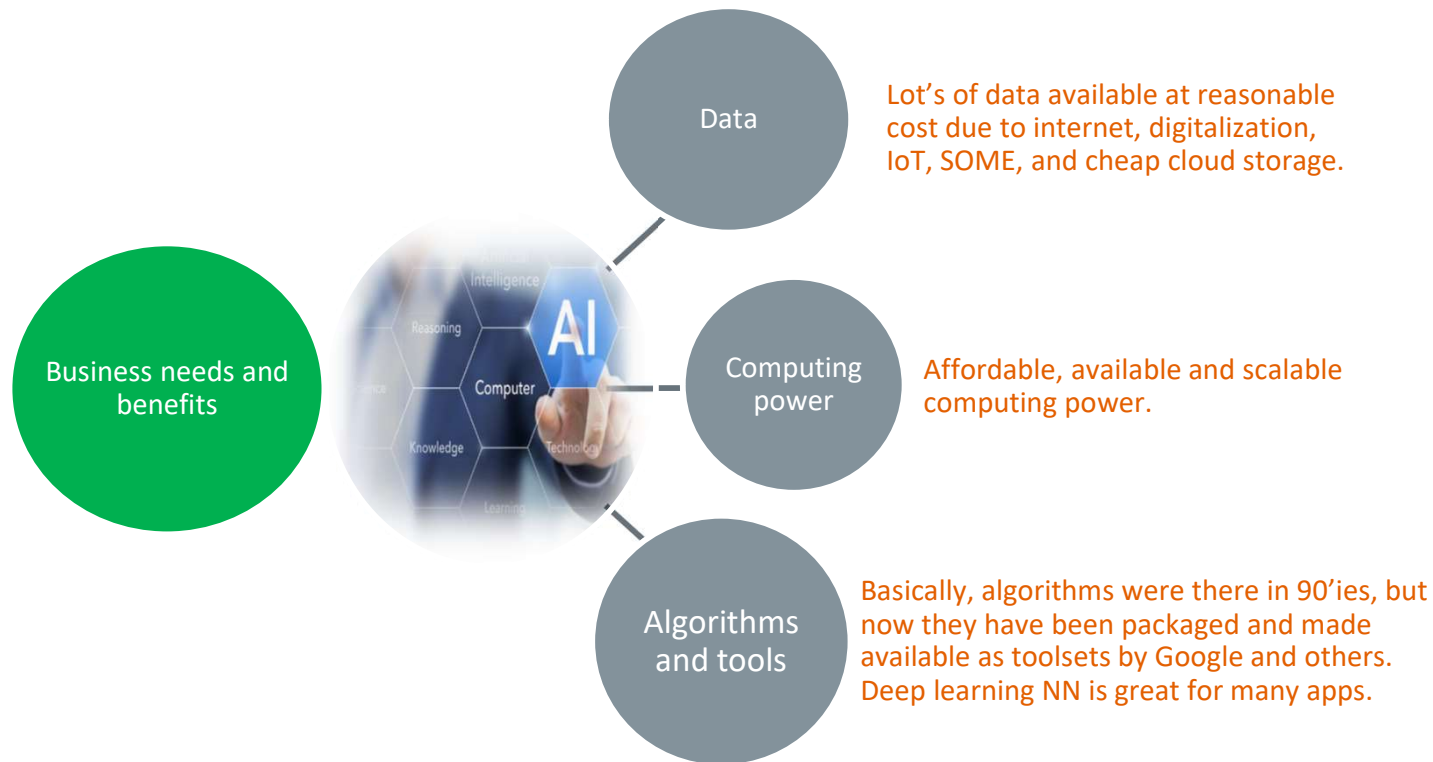 Data
Lot's of data available at reasonable
cost due to internet, digitalization,
IoT, SOME, and cheap cloud storage.
Business needs and
benefits
Intelligence
AI
Reasoning
Computer
Knowledge
Technology
Learning
Computing
power
Affordable, available and scalable
computing power.
Algorithms
and tools
Basically, algorithms were there in 90'ies, but
now they have been packaged and made
available as toolsets by Google and others.
Deep learning NN is great for many apps.